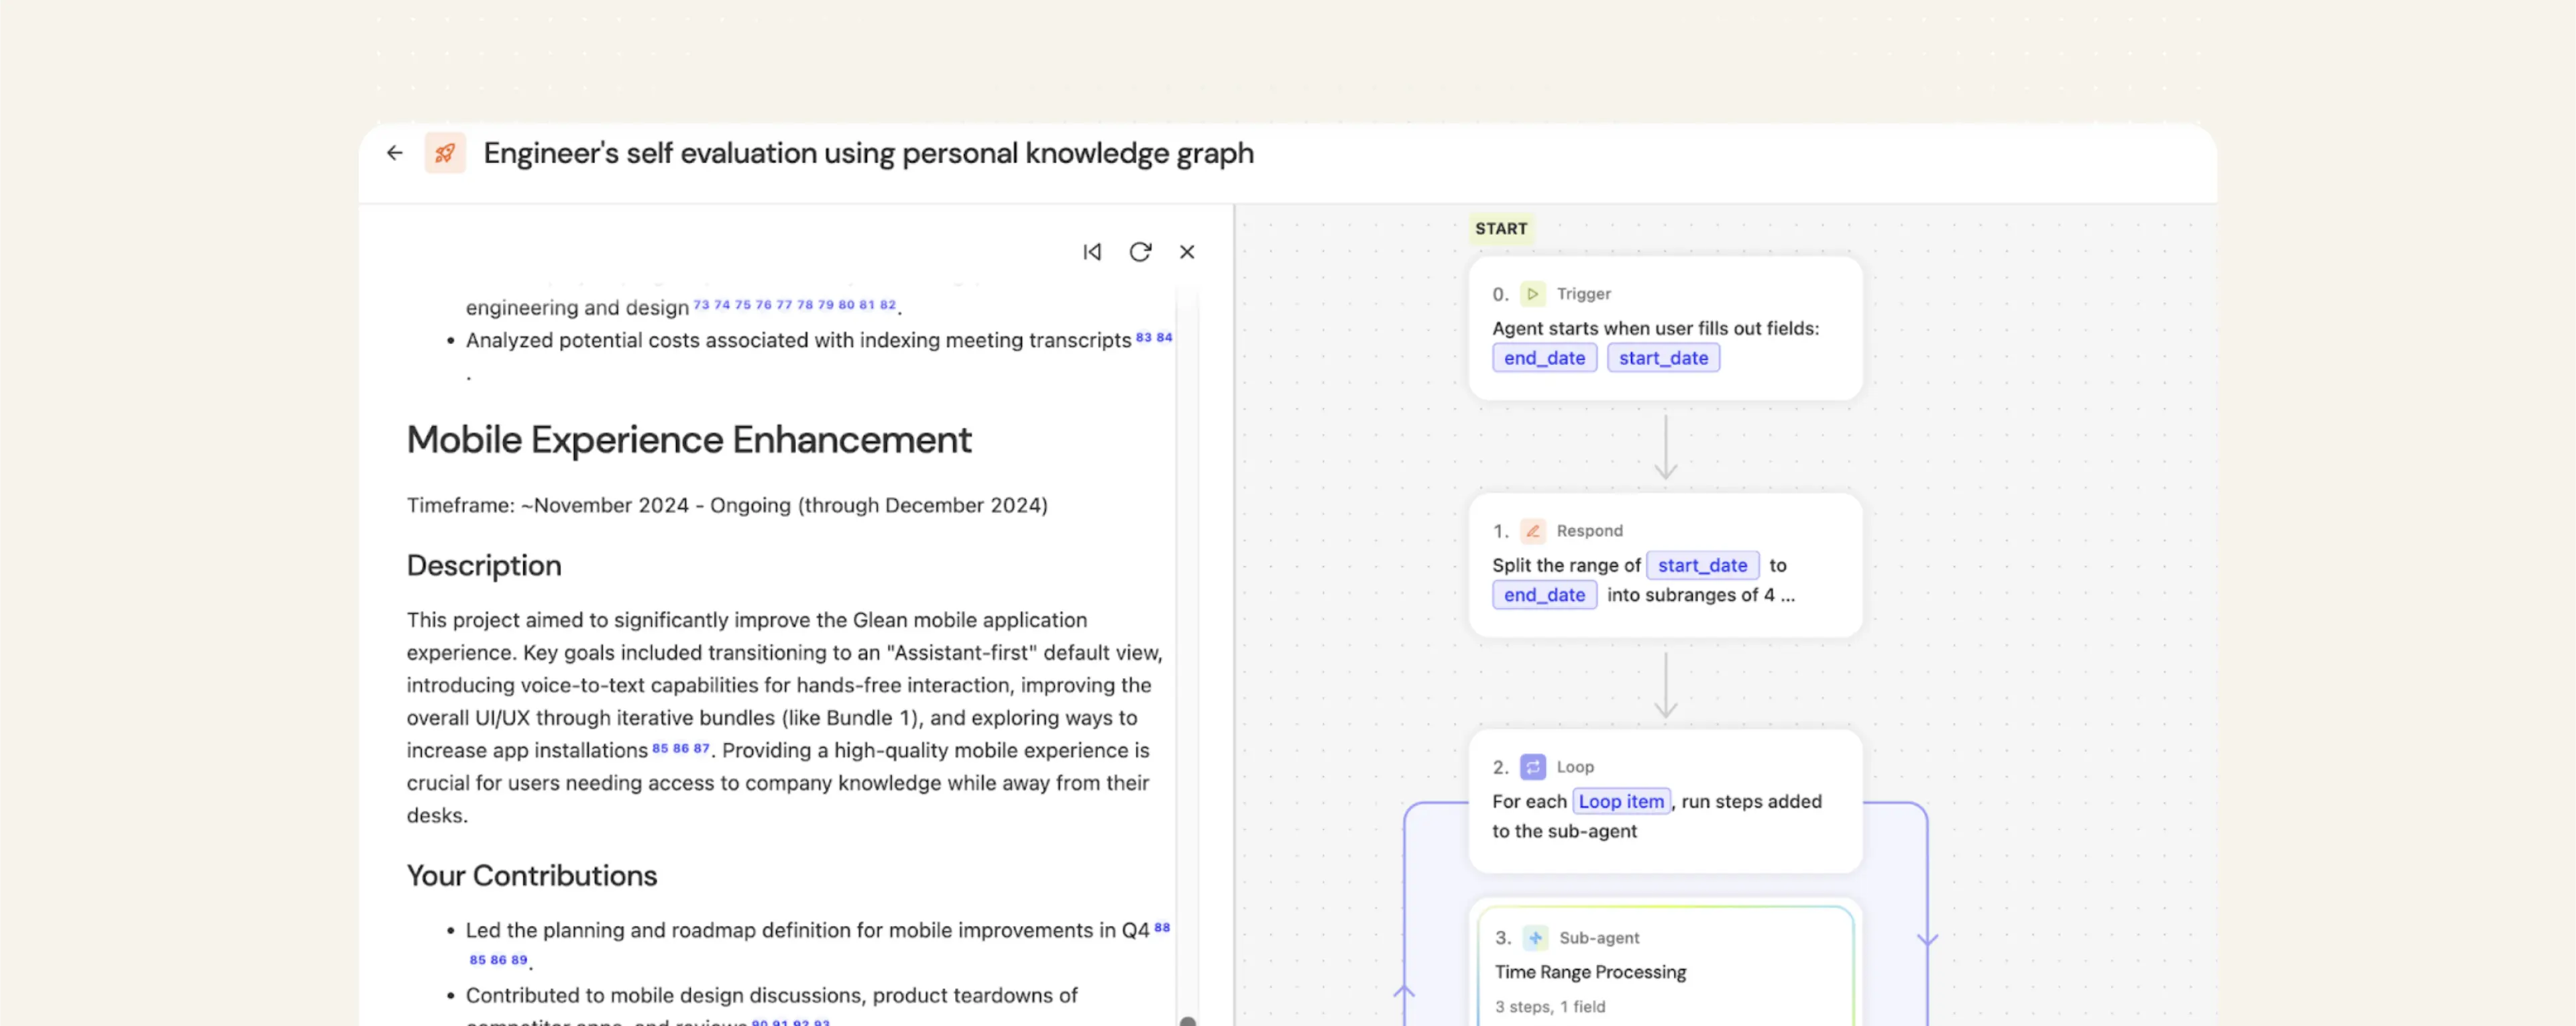 Engineer's self evaluation using personal knowledge graph
engineering and design 73 74 75 76 77 78 79 80 81 82.
• Analyzed potential costs associated with indexing meeting transcripts 83 84
.
Mobile Experience Enhancement
Timeframe: ~November 2024 - Ongoing (through December 2024)
Description
This project aimed to significantly improve the Glean mobile application
experience. Key goals included transitioning to an "Assistant-first" default view,
introducing voice-to-text capabilities for hands-free interaction, improving the
overall UI/UX through iterative bundles (like Bundle 1), and exploring ways to
increase app installations 85 86 87. Providing a high-quality mobile experience is
crucial for users needing access to company knowledge while away from their
desks.
Your Contributions
• Led the planning and roadmap definition for mobile improvements in Q4 88
85 86 89.
• Contributed to mobile design discussions, product teardowns of
competitor apps, and reviews 90 91 92 93
START
0. Trigger
Agent starts when user fills out fields:
end_date start_date
1. Respond
Split the range of start_date to
end_date into subranges of 4 ...
2. Loop
For each Loop item, run steps added
to the sub-agent
3. Sub-agent
Time Range Processing
3 steps, 1 field